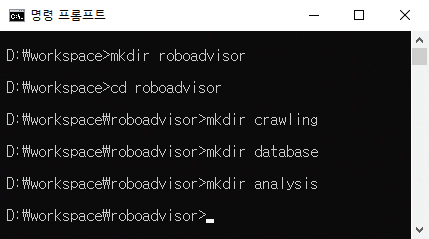 명령 프롬프트
D:₩workspace>mkdir roboadvisor
D:₩workspace>cd roboadvisor
D:₩workspace₩roboadvisor>mkdir crawling
D:₩workspace₩roboadvisor>mkdir database
D:₩workspace₩roboadvisor>mkdir analysis
D:₩workspace₩roboadvisor>